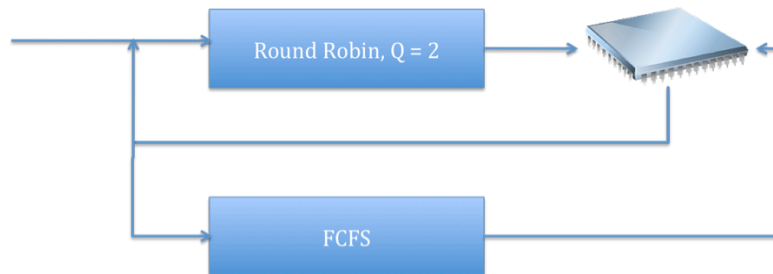 Round Robin, Q = 2
FCFS